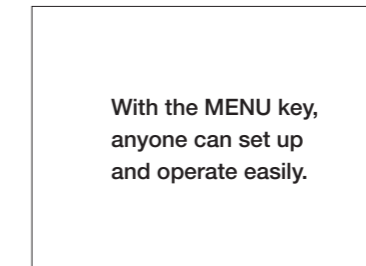 With the MENU key,
anyone can set up
and operate easily.